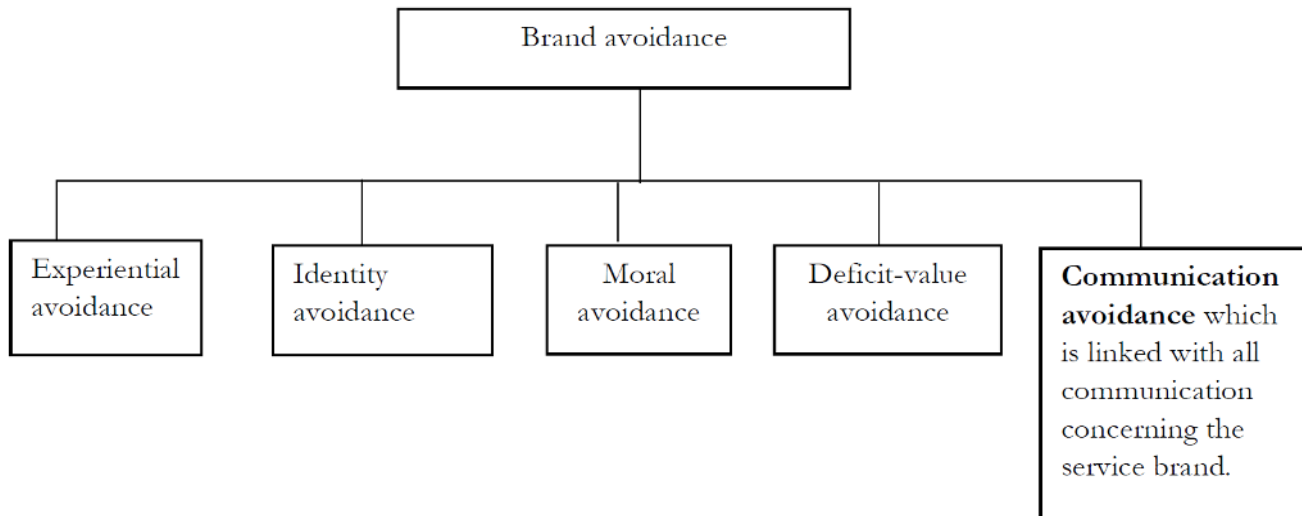 Brand avoidance
Experiential
avoidance
Identity
avoidance
Moral
avoidance
Deficit-value
avoidance
Communication
avoidance which
is linked with all
communication
concerning the
service brand.